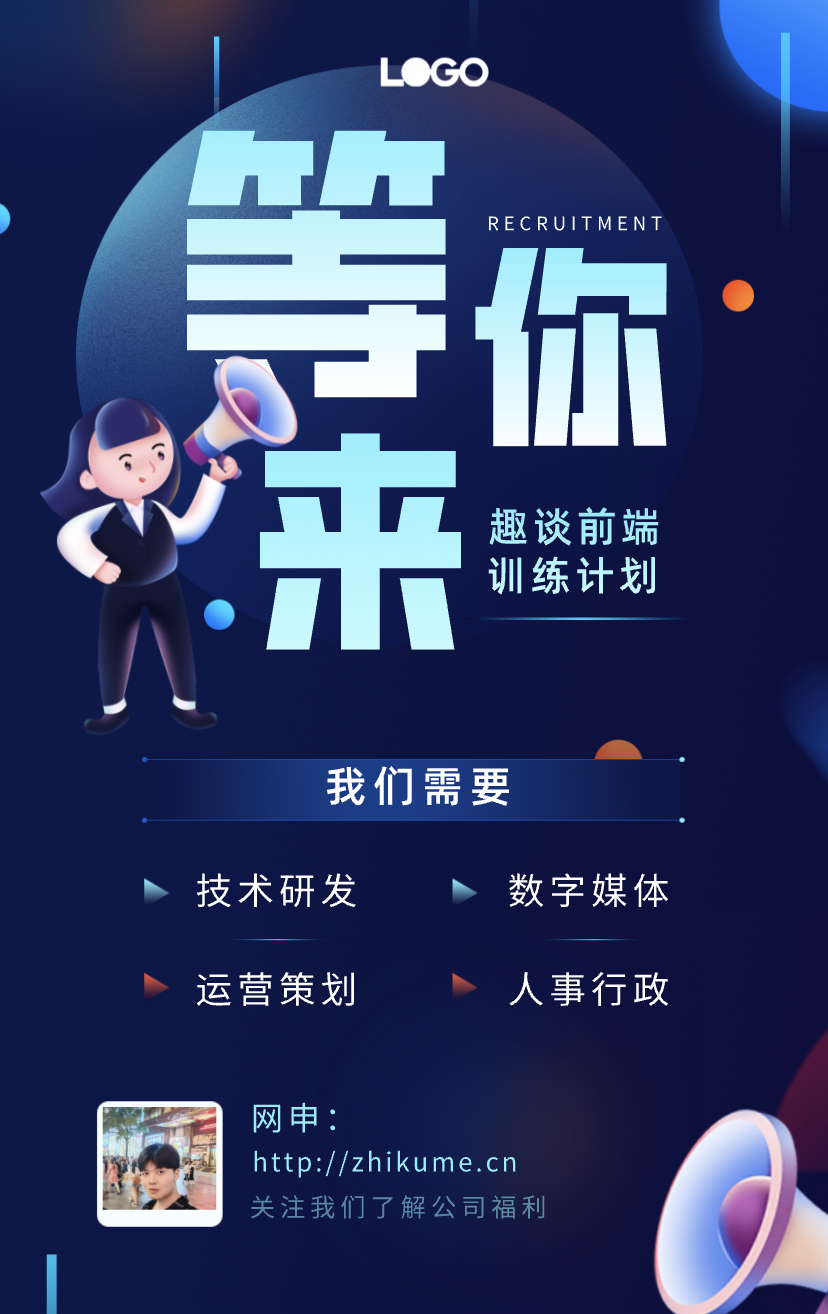 LOGO
等你来
RECRUITMENT
趣谈前端
训练计划
我们需要
技术研发
数字媒体
运营策划
人事行政
网申：
http://zhikume.cn
关注我们了解公司福利